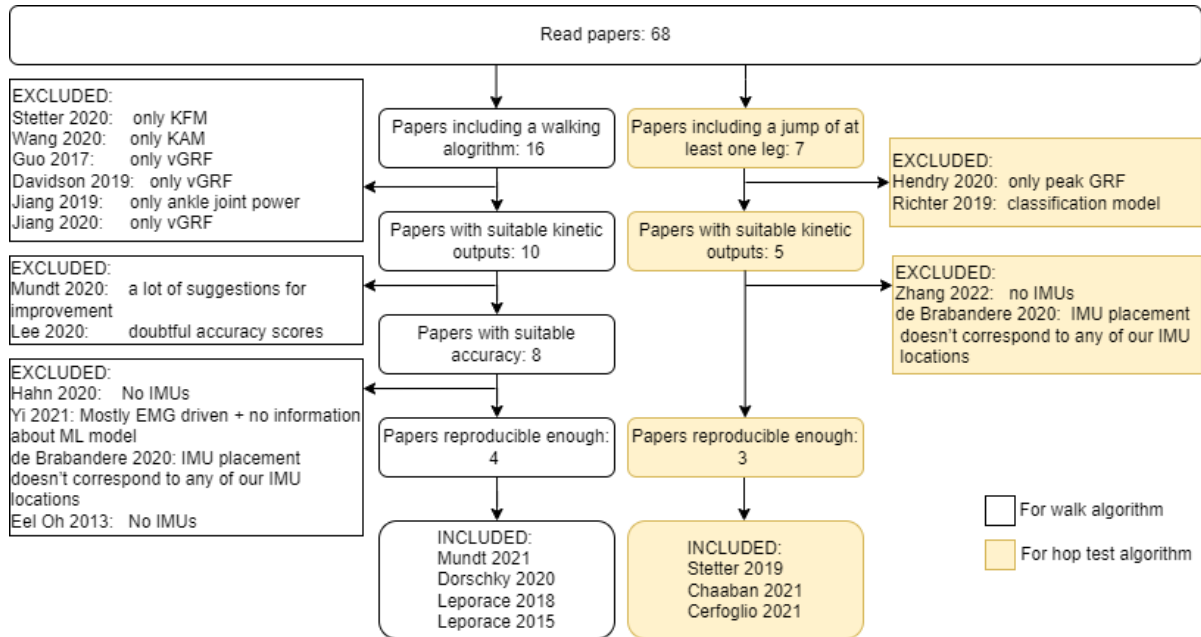 Read papers: 68
EXCLUDED:
Stetter 2020: only KFM
Wang 2020: only KAM
Guo 2017: only vGRF
Davidson 2019: only vGRF
Jiang 2019: only ankle joint power
Jiang 2020: only vGRF
Papers including a walking
alogrithm: 16
Papers including a jump of at
least one leg: 7
EXCLUDED:
Hendry 2020: only peak GRF
Richter 2019: classification model
Papers with suitable kinetic
outputs: 10
Papers with suitable kinetic
outputs: 5
EXCLUDED:
Mundt 2020: a lot of suggestions for
improvement
Lee 2020: doubtful accuracy scores
EXCLUDED:
Zhang 2022: no IMUs
de Brabandere 2020: IMU placement
doesn't correspond to any of our IMU
locations
Papers with suitable
accuracy: 8
EXCLUDED:
Hahn 2020: No IMUs
Yi 2021: Mostly EMG driven + no information
about ML model
de Brabandere 2020: IMU placement
doesn't correspond to any of our IMU
locations
Eel Oh 2013: No IMUs
Papers reproducible enough:
4
Papers reproducible enough:
3
INCLUDED:
Mundt 2021
Dorschky 2020
Leporace 2018
Leporace 2015
INCLUDED:
Stetter 2019
Chaaban 2021
Cerfoglio 2021
For walk algorithm
For hop test algorithm